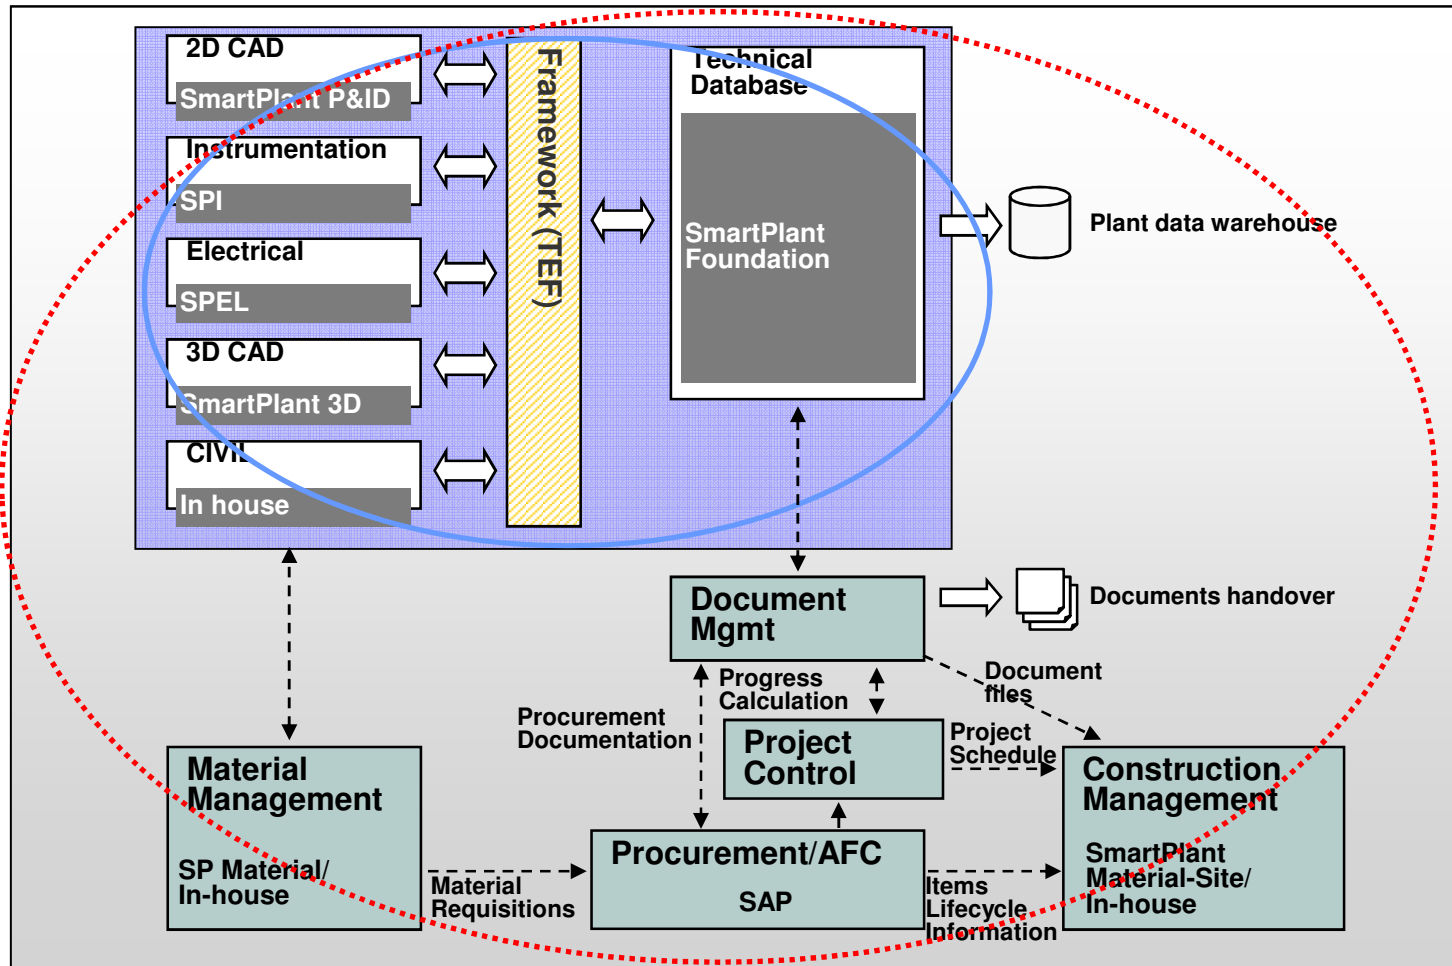 2D CAD
SmartPlant P&ID
Instrumentation
SPI
Electrical
SPEL
3D CAD
SmartPlant 3D
CIVIL
In house
Framework (TEF)
Technical
Database
SmartPlant
Foundation
Plant data warehouse
Document
Mgmt
Documents handover
Progress
Calculation
Document
files
Procurement
Documentation
Project
Control
Project
Schedule
Material
Management
SP Material/
In-house
Material
Requisitions
Procurement/AFC
SAP
Items
Lifecycle
Information
Construction
Management
SmartPlant
Material-Site/
In-house